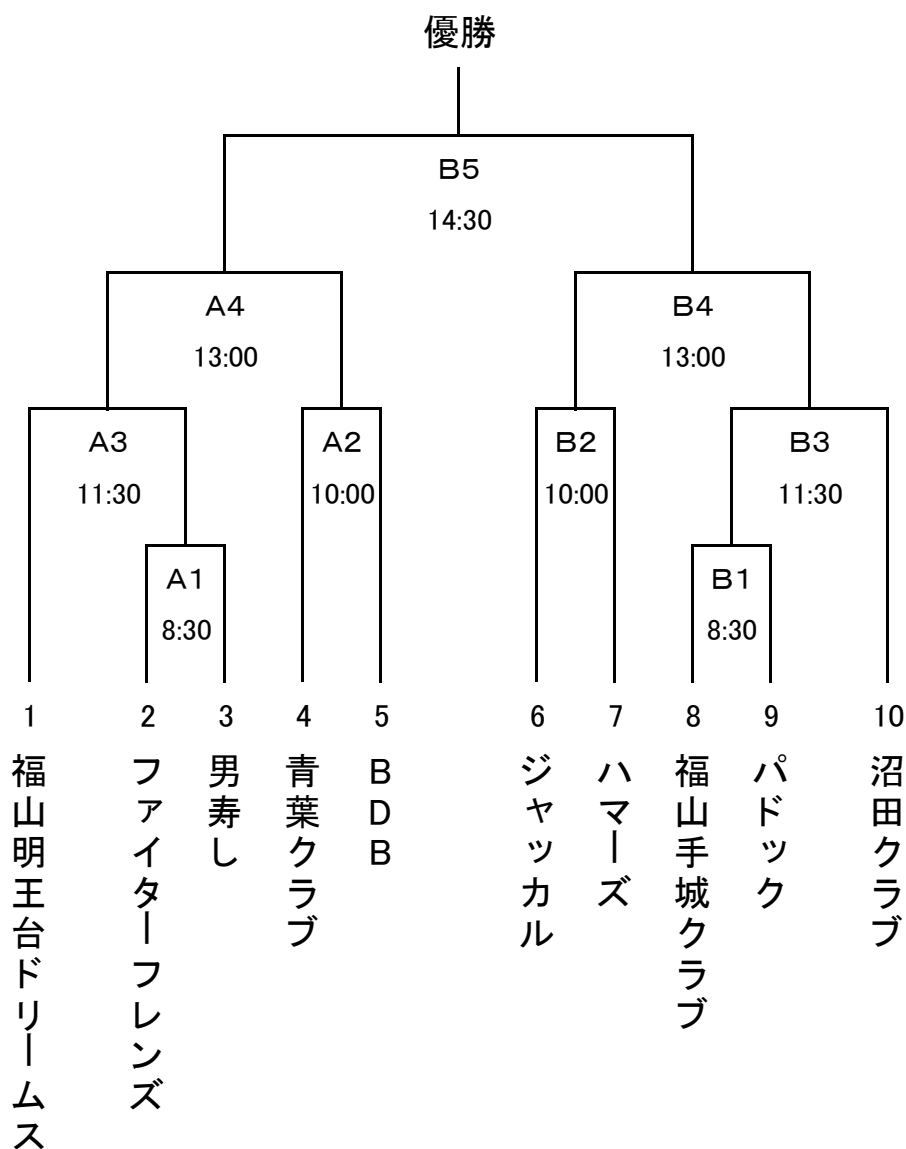 優勝
B5
14:30
A4
B4
13:00
13:00
A3
A2
B2
B3
11:30
10:00
10:00
11:30
A1
B1
8:30
8:30
1
2
3
4
5
6
7
8
9
10
福山明王台ドリームス
ファイターフレンズ
男寿し
青葉クラブ
BDB
ジャッカル
ハマーズ
福山手城クラブ
パドック
沼田クラブ